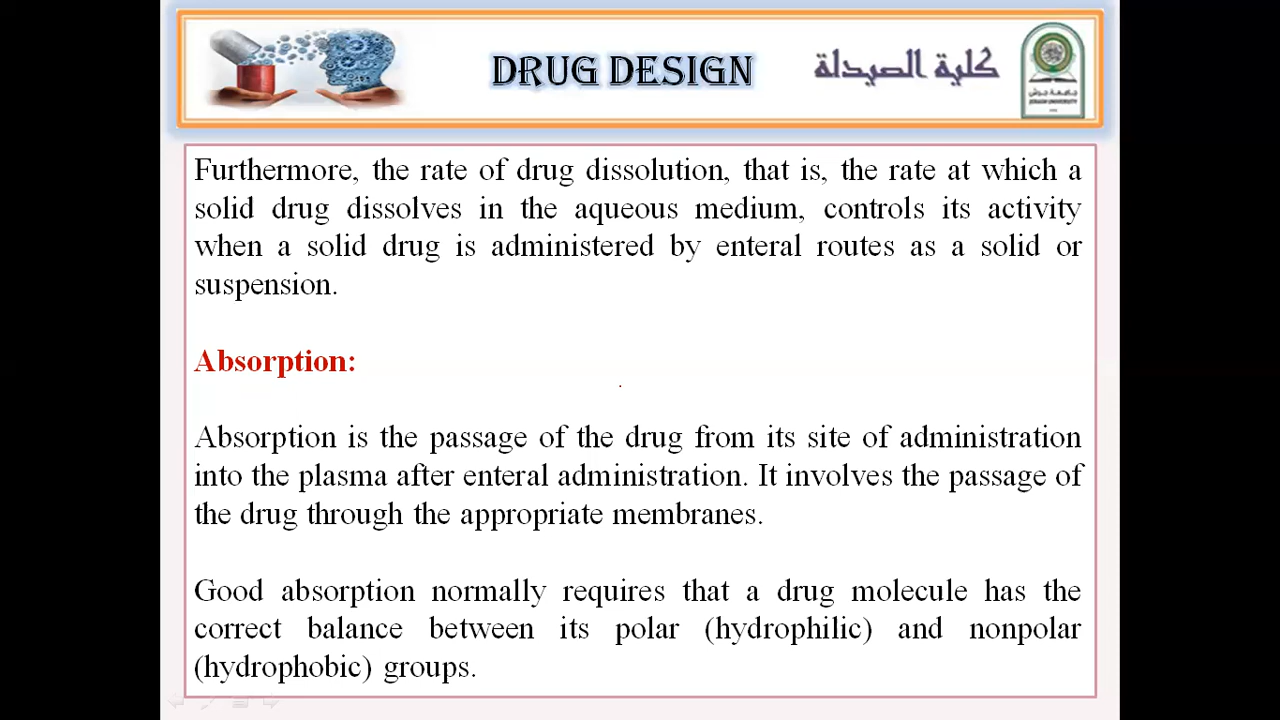 DRUG DESIGN
كلية الصيدلة
جامعة جرش
JERASH UNIVERSITY
Furthermore, the rate of drug dissolution, that is, the rate at which a
solid drug dissolves in the aqueous medium, controls its activity
when a solid drug is administered by enteral routes as a solid or
suspension.
Absorption:
Absorption is the passage of the drug from its site of administration
into the plasma after enteral administration. It involves the passage of
the drug through the appropriate membranes.
Good absorption normally requires that a drug molecule has the
correct balance between its polar (hydrophilic) and nonpolar
(hydrophobic) groups.